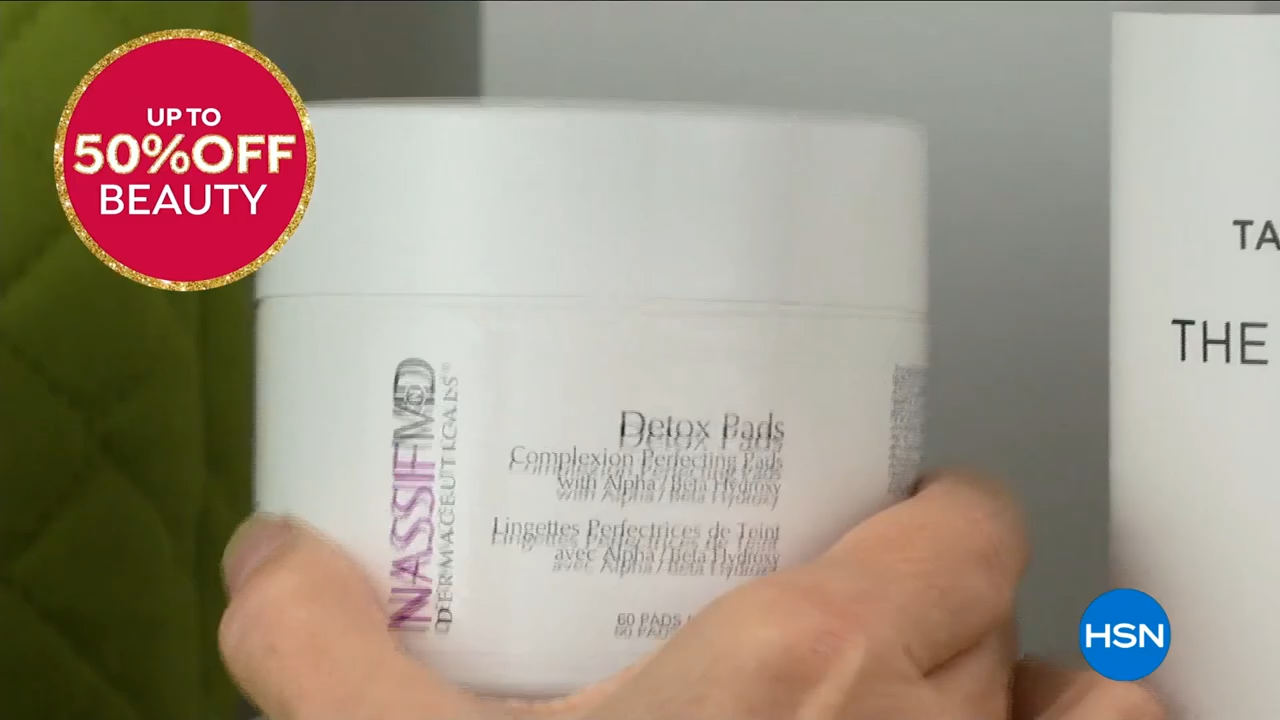 UP TO
50% OFF
BEAUTY
NASSIFMD
DERMACEUTICALS®
Detox Pads
Complexion Perfecting Pads
with Alpha/Beta Hydroxy
Lingettes Perfectrices de Teint
avec Alpha/Beta Hydroxy
60 PADS
TA
THE
HSN